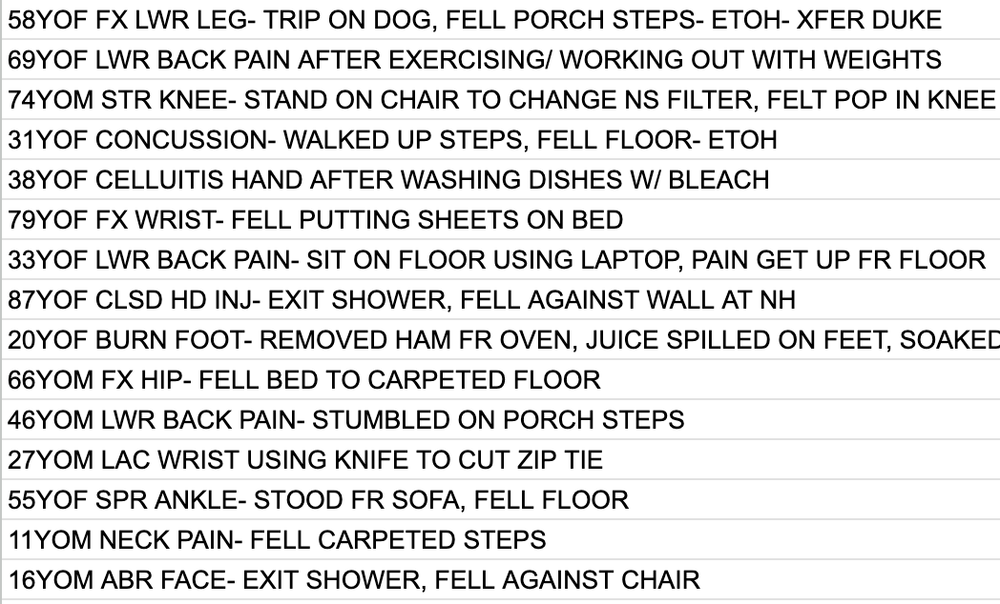 58YOF FX LWR LEG- TRIP ON DOG, FELL PORCH STEPS- ETOH- XFER DUKE
69YOF LWR BACK PAIN AFTER EXERCISING/ WORKING OUT WITH WEIGHTS
74YOM STR KNEE- STAND ON CHAIR TO CHANGE NS FILTER, FELT POP IN KNEE
31YOF CONCUSSION- WALKED UP STEPS, FELL FLOOR- ETOH
38YOF CELLUITIS HAND AFTER WASHING DISHES W/ BLEACH
79YOF FX WRIST- FELL PUTTING SHEETS ON BED
33YOF LWR BACK PAIN- SIT ON FLOOR USING LAPTOP, PAIN GET UP FR FLOOR
87YOF CLSD HD INJ- EXIT SHOWER, FELL AGAINST WALL AT NH
20YOF BURN FOOT- REMOVED HAM FR OVEN, JUICE SPILLED ON FEET, SOAKED
66YOM FX HIP- FELL BED TO CARPETED FLOOR
46YOM LWR BACK PAIN- STUMBLED ON PORCH STEPS
27YOM LAC WRIST USING KNIFE TO CUT ZIP TIE
55YOF SPR ANKLE- STOOD FR SOFA, FELL FLOOR
11YOM NECK PAIN- FELL CARPETED STEPS
16YOM ABR FACE- EXIT SHOWER, FELL AGAINST CHAIR